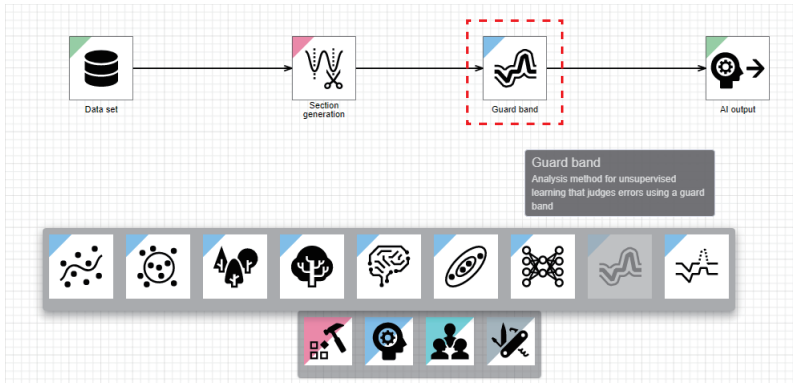 Data set
Section
generation
Guard band
AI output
Guard band
Analysis method for unsupervised
learning that judges errors using a guard
band